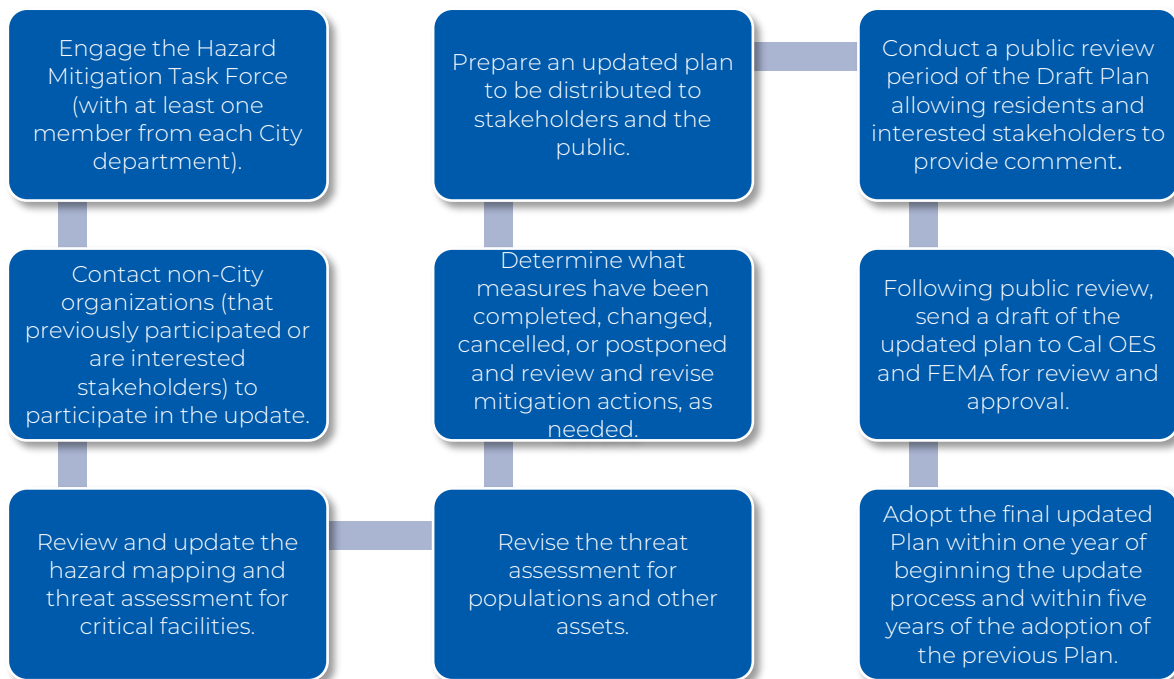 Engage the Hazard
Mitigation Task Force
(with at least one
member from each City
department).
Contact non-City
organizations (that
previously participated or
are interested
stakeholders) to
participate in the update.
Review and update the
hazard mapping and
threat assessment for
critical facilities.
Revise the threat
assessment for
populations and other
assets.
Determine what
measures have been
completed, changed,
cancelled, or postponed
and review and revise
mitigation actions, as
needed.
Prepare an updated plan
to be distributed to
stakeholders and the
public.
Conduct a public review
period of the Draft Plan
allowing residents and
interested stakeholders to
provide comment.
Following public review,
send a draft of the
updated plan to Cal OES
and FEMA for review and
approval.
Adopt the final updated
Plan within one year of
beginning the update
process and within five
years of the adoption of
the previous Plan.